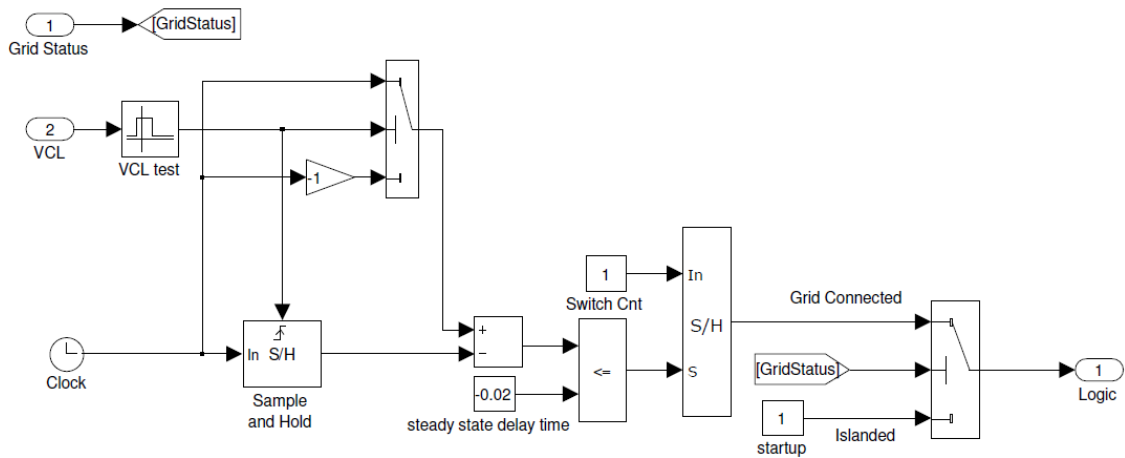 1
[GridStatus]
Grid Status
2
VCL
VCL test
-1
1
In
Switch Cnt
S/H
Grid Connected
+
-
In S/H
Clock
Sample
and Hold
-0.02
steady state delay time
<=
S
[GridStatus]
1
Logic
1
startup
Islanded